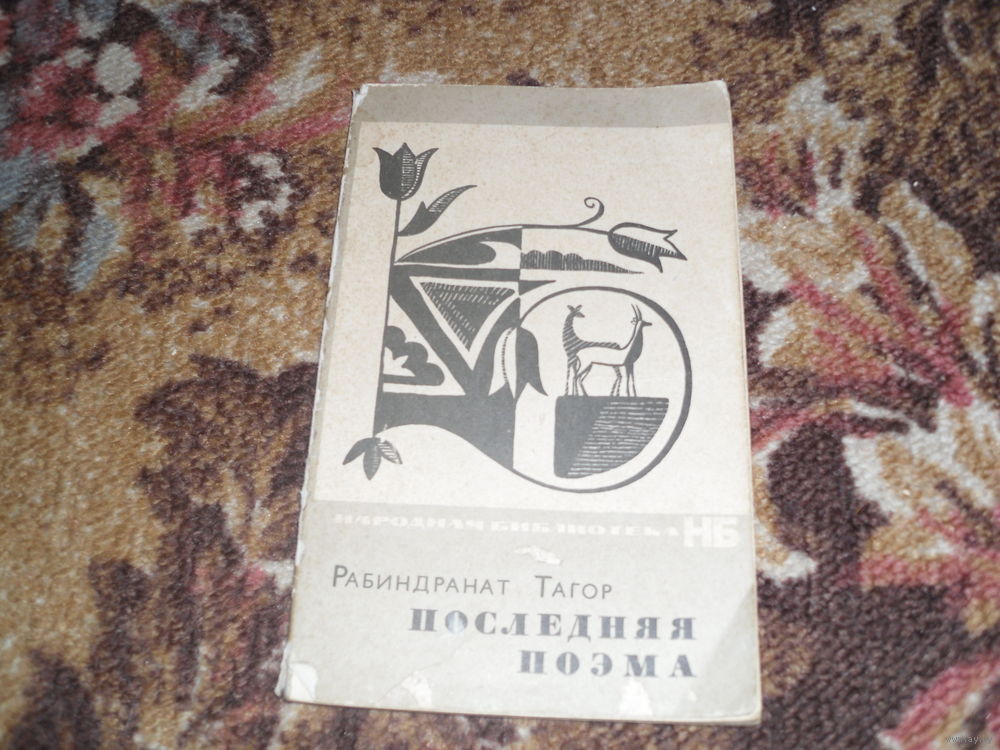 НАРОДНАЯ БИБЛИОТЕКА НБ
РАБИНДРАНАТ ТАГОР
ПОСЛЕДНЯЯ
ПОЭМА